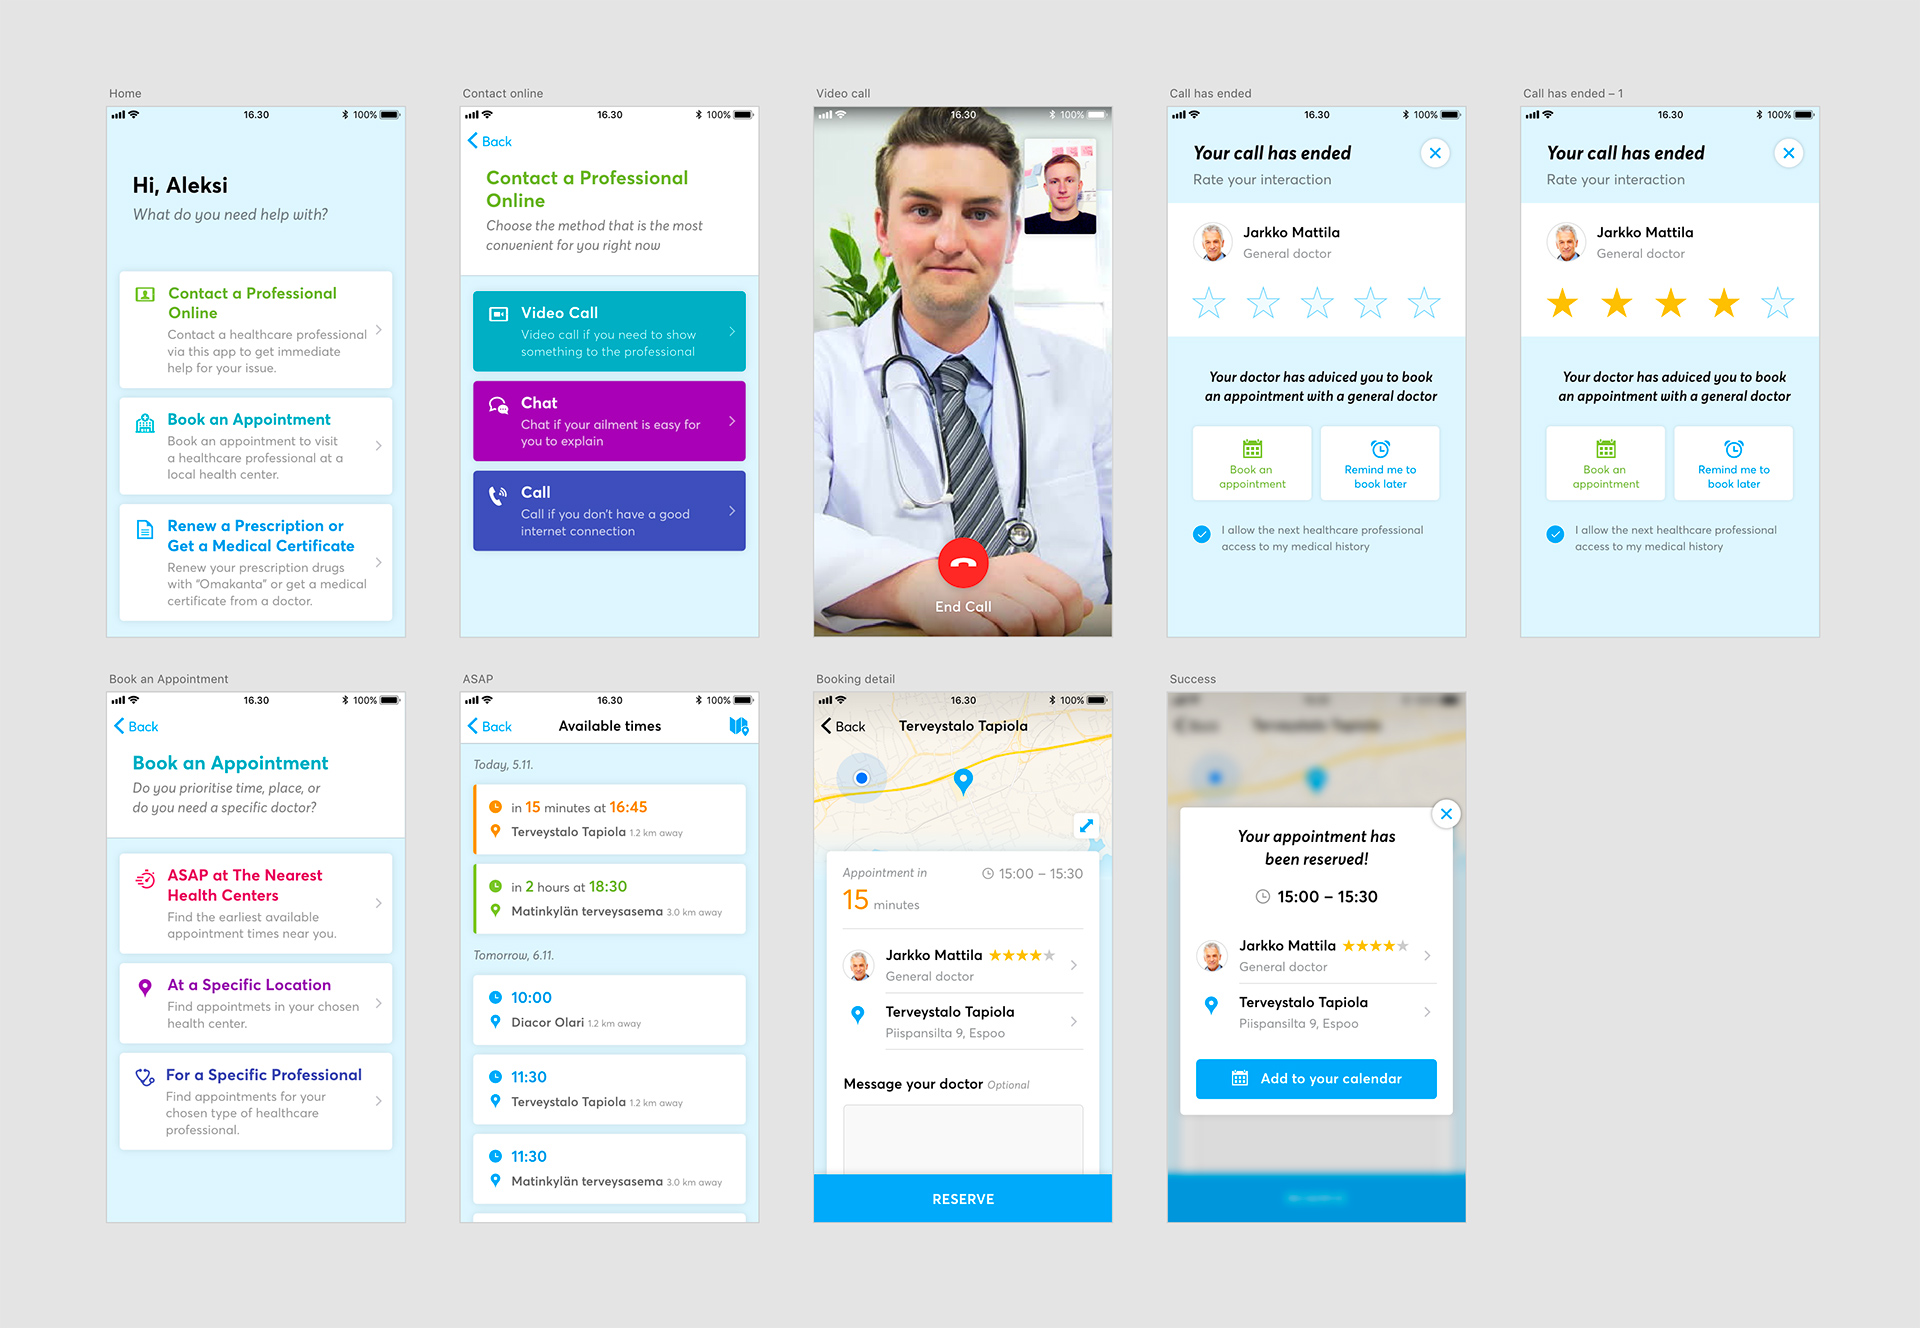 Home
16.30
100%
Hi, Aleksi
What do you need help with?
Contact a Professional
Online
Contact a healthcare professional
via this app to get immediate
help for your issue.
Book an Appointment
Book an appointment to visit
a healthcare professional at a
local health center.
Renew a Prescription or
Get a Medical Certificate
Renew your prescription drugs
with "Omakanta" or get a medical
certificate from a doctor.
Contact online
16.30
100%
Back
Contact a Professional
Online
Choose the method that is the most
convenient for you right now
Video Call
Video call if you need to show
something to the professional
Chat
Chat if your ailment is easy for
you to explain
Call
Call if you don't have a good
internet connection
Video call
16.30
100%
End Call
Call has ended
16.30
100%
Your call has ended
Rate your interaction
Jarkko Mattila
General doctor
Your doctor has adviced you to book
an appointment with a general doctor
Book an
appointment
Remind me to
book later
I allow the next healthcare professional
access to my medical history
Call has ended – 1
16.30
100%
Your call has ended
Rate your interaction
Jarkko Mattila
General doctor
Your doctor has adviced you to book
an appointment with a general doctor
Book an
appointment
Remind me to
book later
I allow the next healthcare professional
access to my medical history
Book an Appointment
16.30
100%
Back
Book an Appointment
Do you prioritise time, place, or
do you need a specific doctor?
ASAP at The Nearest
Health Centers
Find the earliest available
appointment times near you.
At a Specific Location
Find appointmets in your chosen
health center.
For a Specific Professional
Find appointments for your
chosen type of healthcare
professional.
ASAP
16.30
100%
Back
Available times
Today, 5.11.
in 15 minutes at 16:45
Terveystalo Tapiola 1.2 km away
in 2 hours at 18:30
Matinkylän terveysasema 3.0 km away
Tomorrow, 6.11.
10:00
Diacor Olari 1.2 km away
11:30
Terveystalo Tapiola 1.2 km away
11:30
Matinkylän terveysasema 3.0 km away
Booking detail
16.30
100%
Back
Terveystalo Tapiola
Appointment in
15:00 – 15:30
15 minutes
Jarkko Mattila
General doctor
Terveystalo Tapiola
Piispansilta 9, Espoo
Message your doctor Optional
RESERVE
Success
Back
Terveystalo Tapiola
Your appointment has
been reserved!
15:00 – 15:30
Jarkko Mattila
General doctor
Terveystalo Tapiola
Piispansilta 9, Espoo
Add to your calendar